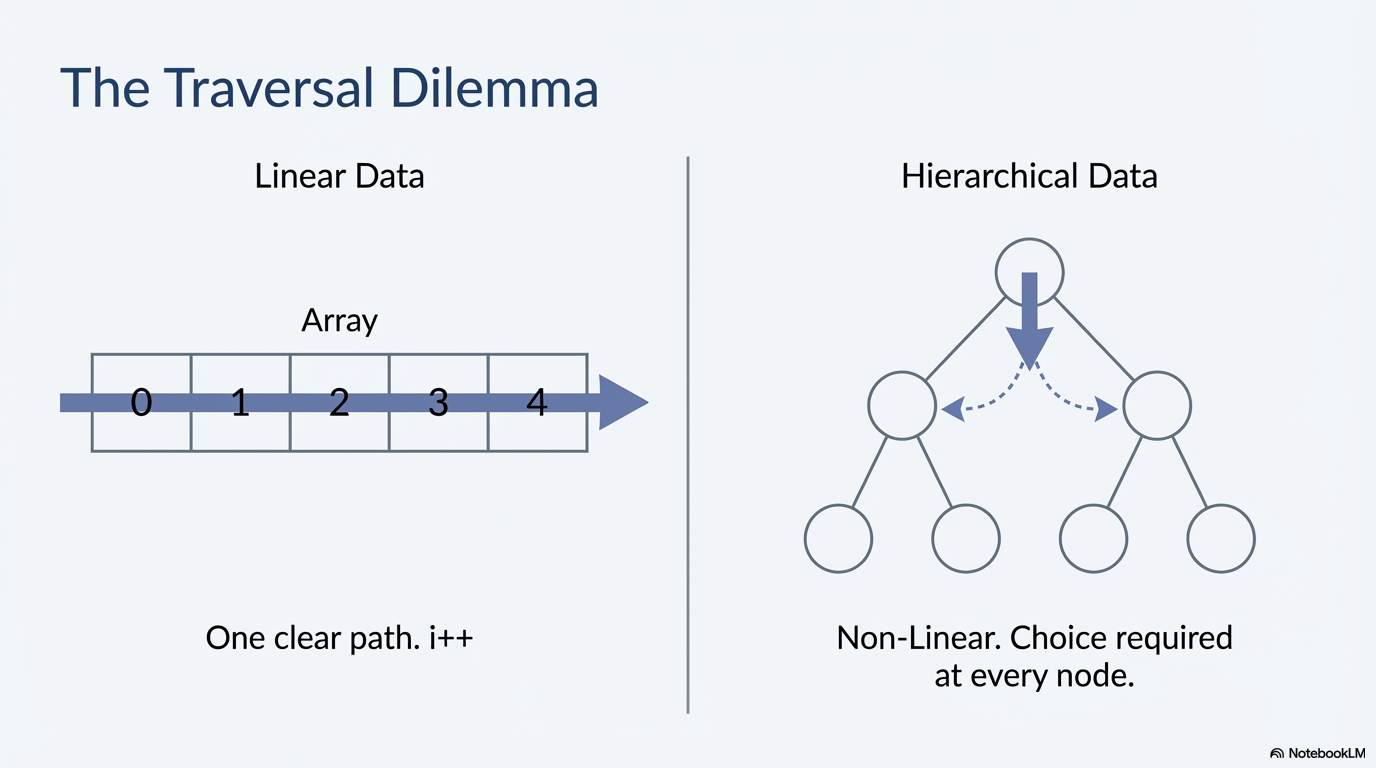 The Traversal Dilemma
Linear Data
Array
0 1 2 3 4
One clear path. i++
Hierarchical Data
Non-Linear. Choice required
at every node.
NotebookLM